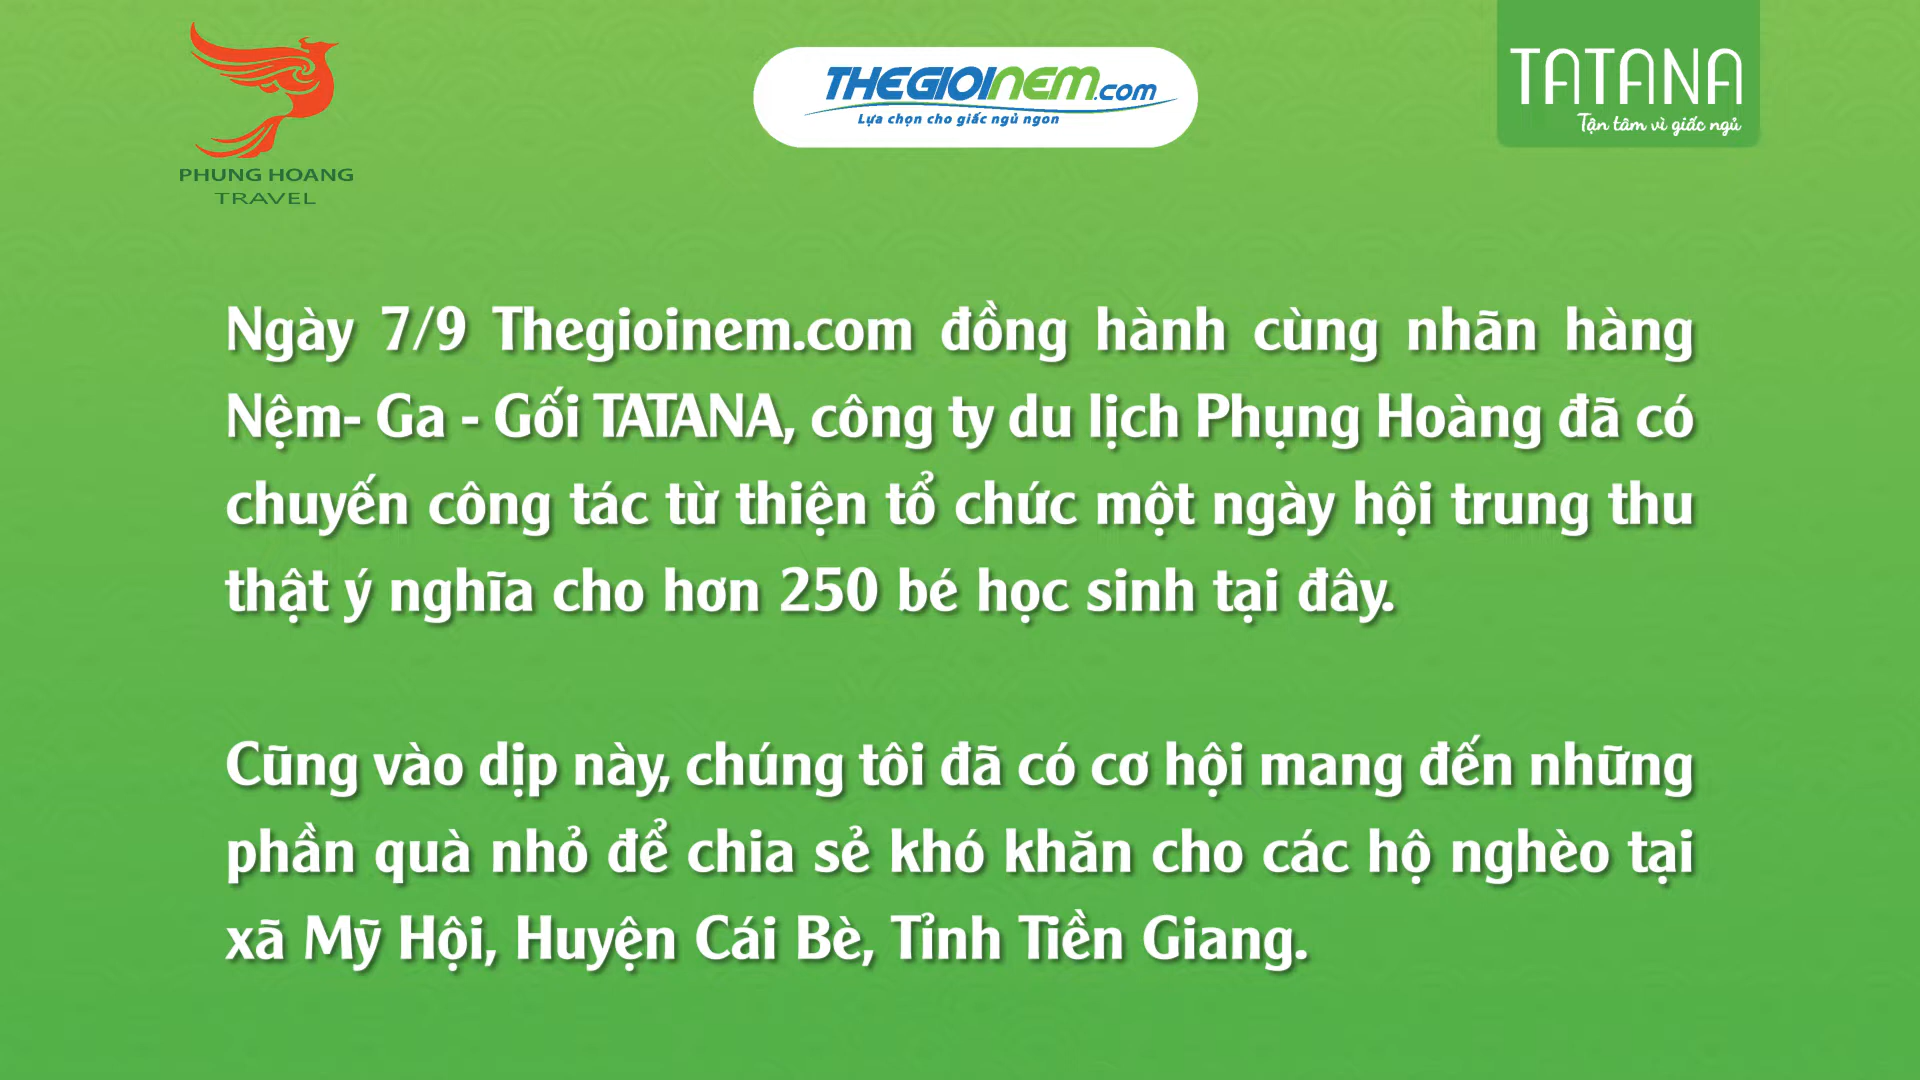 PHUNG HOANG
TRAVEL
THEGIOINEM.com
Lựa chọn cho giấc ngủ ngon
TATANA
Tận tâm vì giấc ngủ
Ngày 7/9 Thegioinem.com đồng hành cùng nhãn hàng
Nệm- Ga - Gối TATANA, công ty du lịch Phụng Hoàng đã có
chuyến công tác từ thiện tổ chức một ngày hội trung thu
thật ý nghĩa cho hơn 250 bé học sinh tại đây.
Cũng vào dịp này, chúng tôi đã có cơ hội mang đến những
phần quà nhỏ để chia sẻ khó khăn cho các hộ nghèo tại
xã Mỹ Hội, Huyện Cái Bè, Tỉnh Tiền Giang.